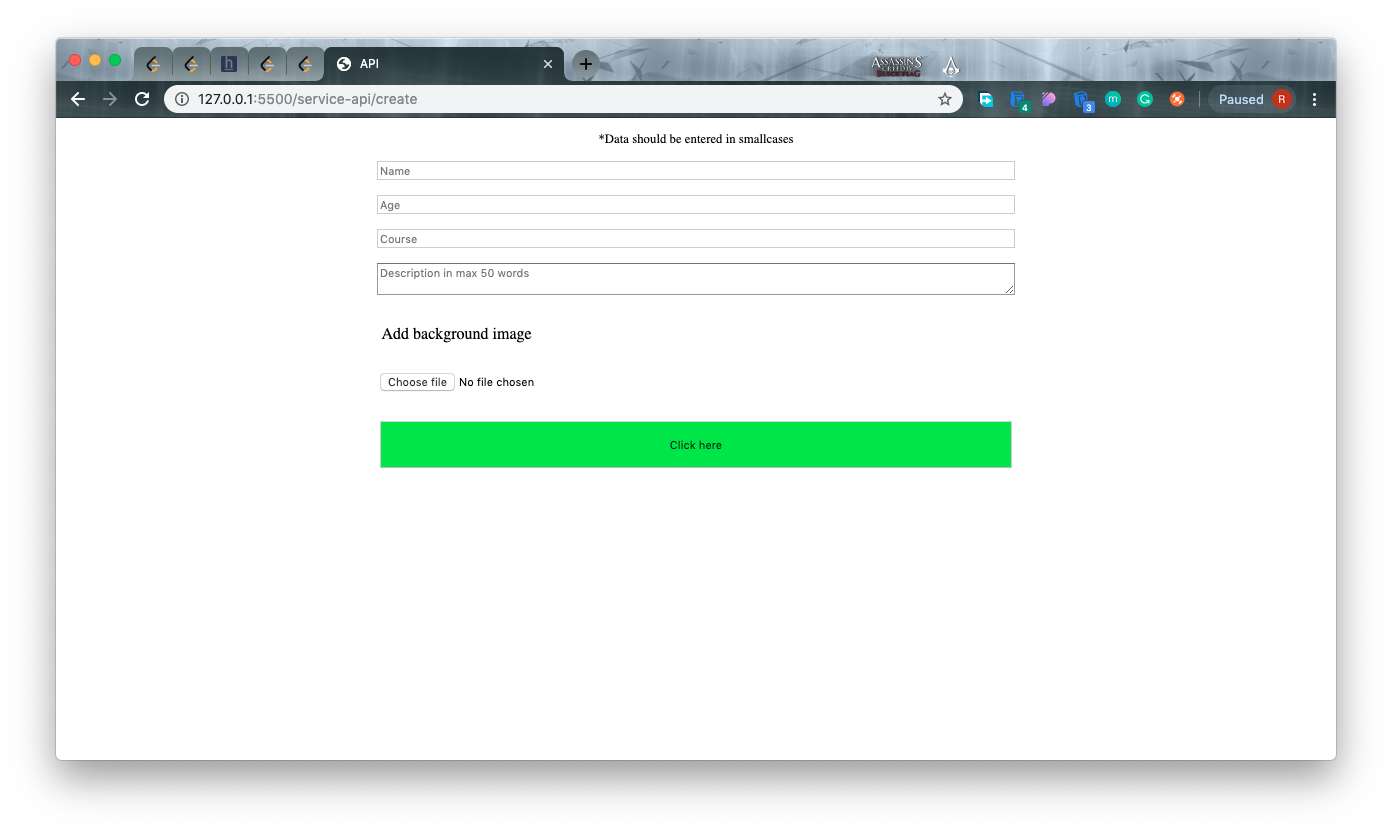 API
ASSASSIN'S
CREED IV
BLACK FLAG
127.0.0.1:5500/service-api/create
4
3
m
G
Paused
R
*Data should be entered in smallcases
Name
Age
Course
Description in max 50 words
Add background image
Choose file No file chosen
Click here